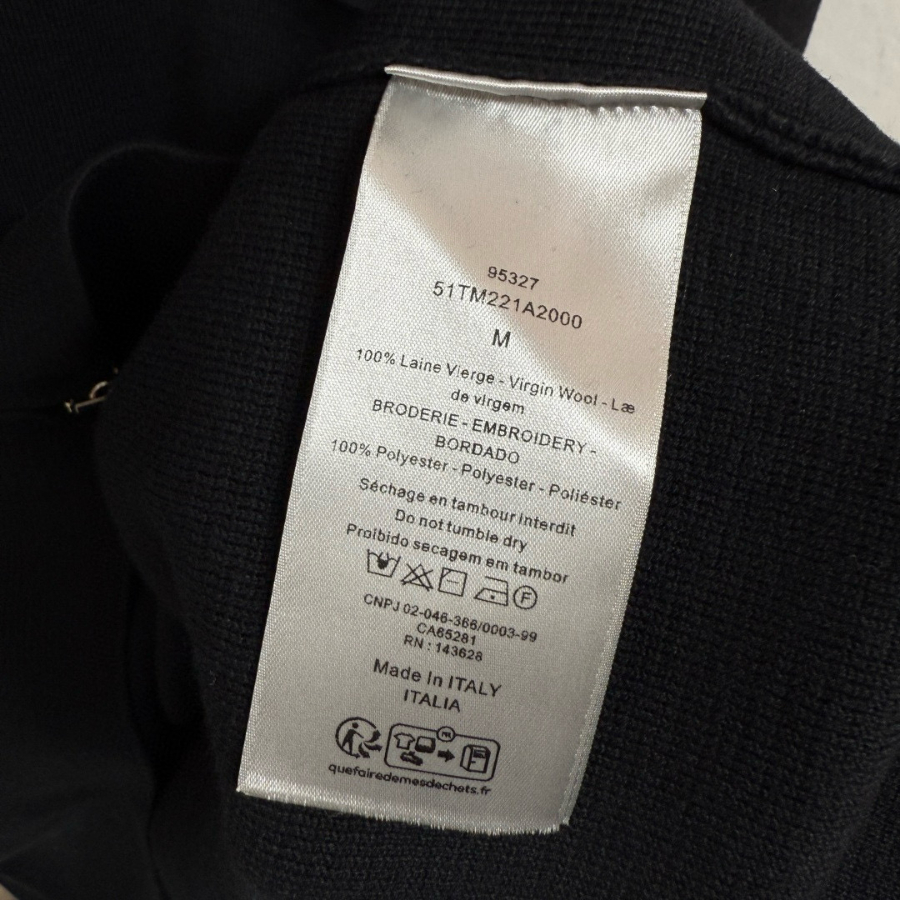 95327
51TM221A2000
M
100% Laine Vierge - Virgin Wool - Læ
de virgem
BRODERIE - EMBROIDERY -
BORDADO
100% Polyester - Polyester - Poliéster
Séchage en tambour interdit
Do not tumble dry
Proibido secagem em tambor
F
CNPJ 02-046-366/0003-99
CA65281
RN : 143628
Made In ITALY
ITALIA
quefairedemesdechets.fr